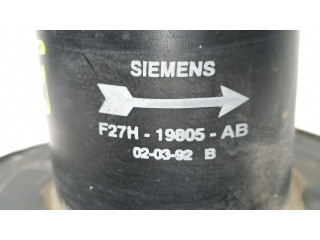 SIEMENS
F27H - 19805 - AB
02-03-92 B